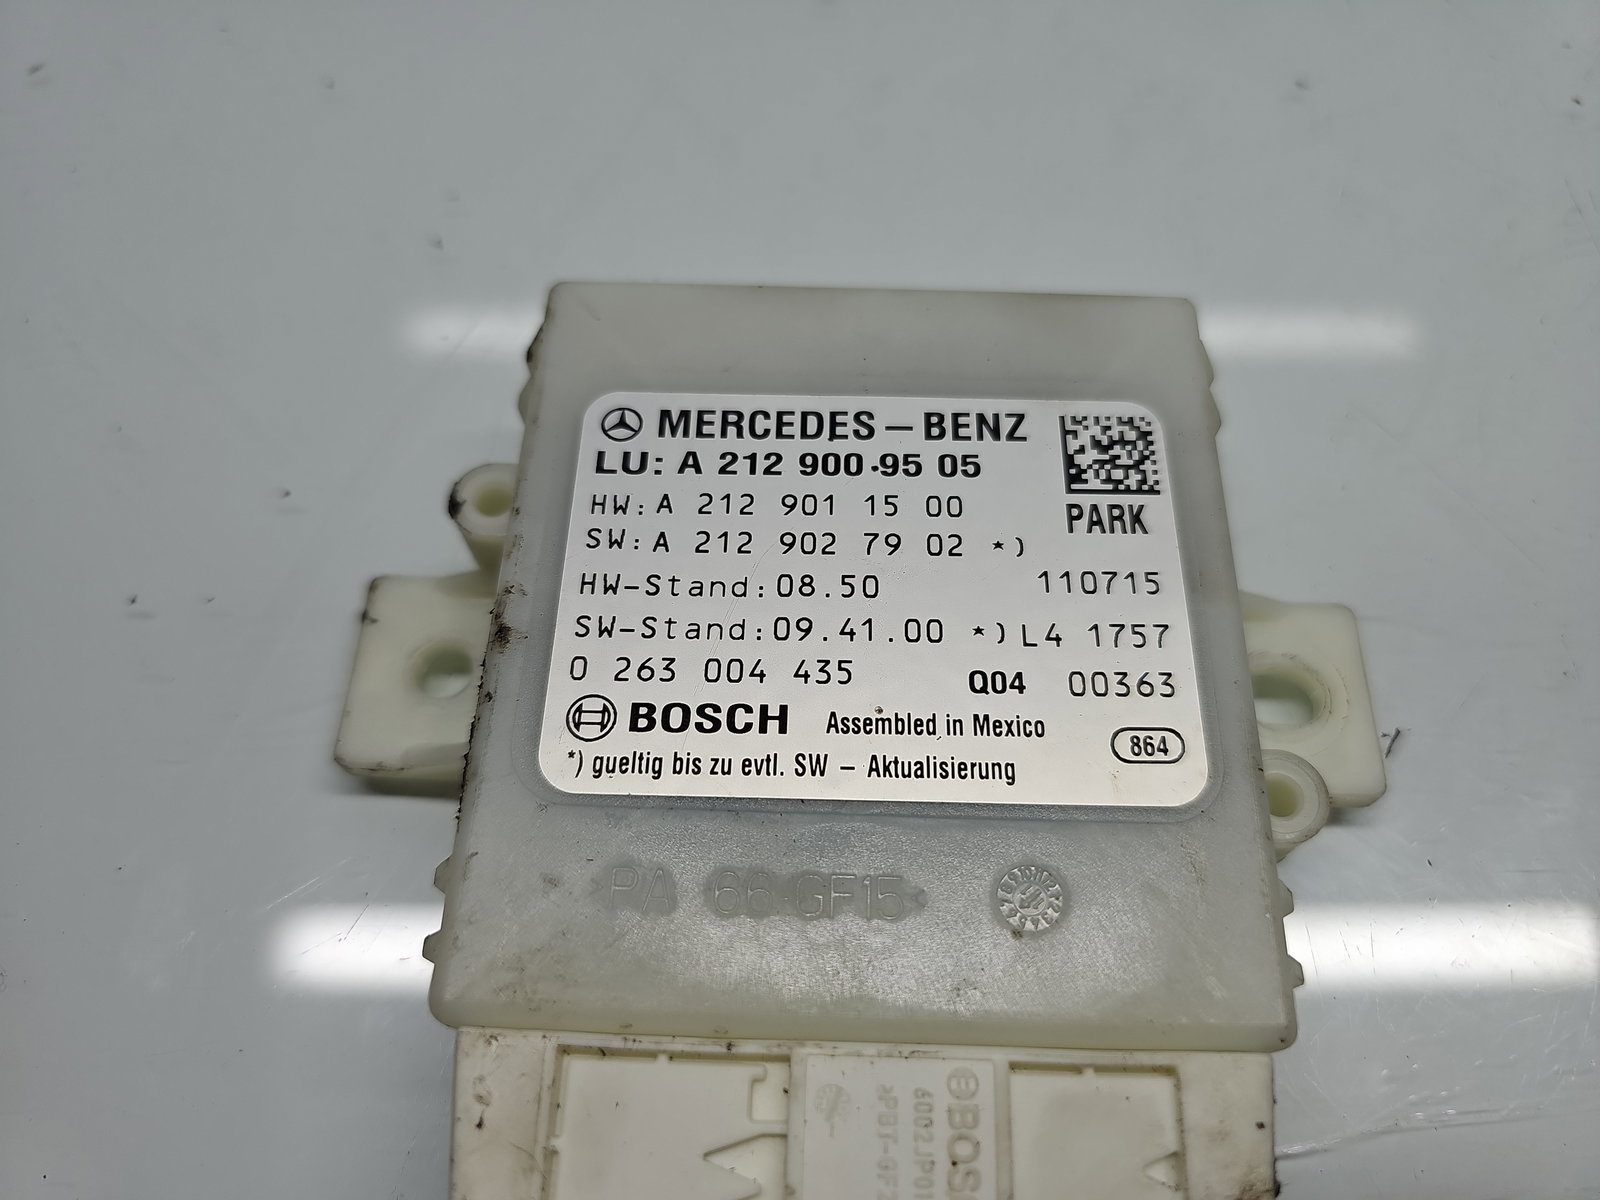 MERCEDES-BENZ
LU: A 212 900 95 05
HW: A 212 901 15 00
PARK
SW: A 212 902 79 02 *)
HW-Stand: 08.50 110715
SW-Stand: 09.41.00 *) L4 1757
0 263 004 435 Q04 00363
BOSCH Assembled in Mexico 864
*) gueltig bis zu evtl. SW - Aktualisierung
>PA 66-GF15<